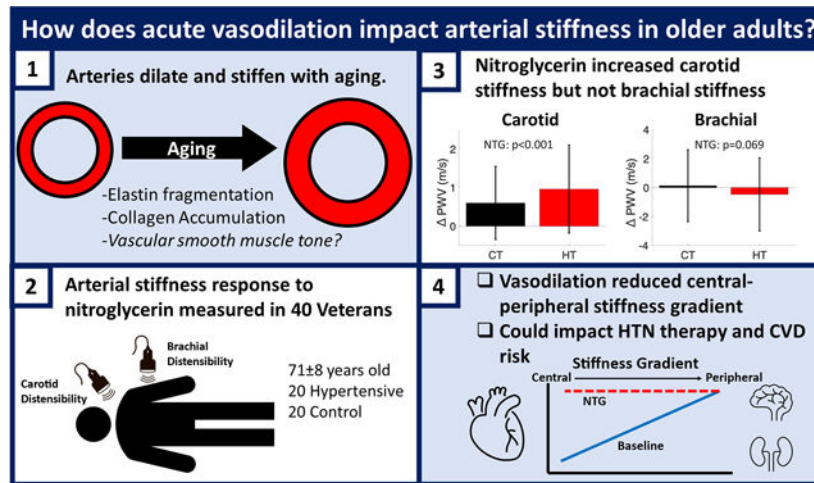 How does acute vasodilation impact arterial stiffness in older adults?
1
Arteries dilate and stiffen with aging.
Aging
-Elastin fragmentation
-Collagen Accumulation
-Vascular smooth muscle tone?
2
Arterial stiffness response to
nitroglycerin measured in 40 Veterans
Brachial
Distensibility
Carotid
Distensibility
71±8 years old
20 Hypertensive
20 Control
3
Nitroglycerin increased carotid
stiffness but not brachial stiffness
Carotid
NTG: p<0.001
Δ PWV (m/s)
2
1
0
CT
HT
Brachial
NTG: p=0.069
Δ PWV (m/s)
4
2
0
-2
-4
CT
HT
4
❑ Vasodilation reduced central-
peripheral stiffness gradient
❑ Could impact HTN therapy and CVD
risk
Stiffness Gradient
Central
Peripheral
NTG
Baseline